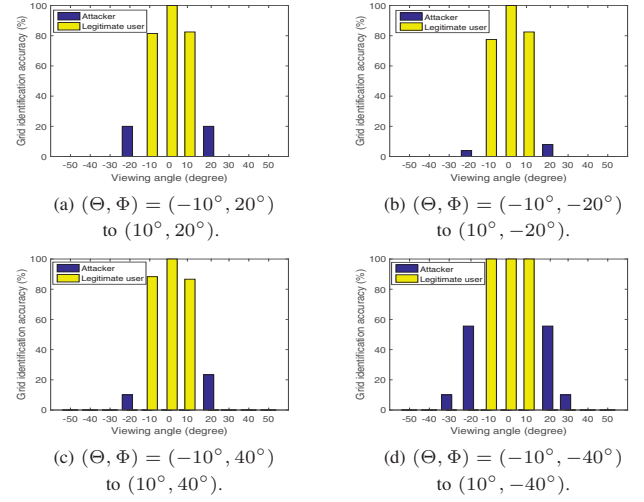 Grid identification accuracy (%)
100
80
60
40
20
0
Attacker
Legitimate user
-50 -40 -30 -20 -10 0 10 20 30 40 50
Viewing angle (degree)
(a) (Θ, Φ) = (−10°, 20°)
to (10°, 20°).
Grid identification accuracy (%)
100
80
60
40
20
0
Attacker
Legitimate user
-50 -40 -30 -20 -10 0 10 20 30 40 50
Viewing angle (degree)
(b) (Θ, Φ) = (−10°, −20°)
to (10°, −20°).
Grid identification accuracy (%)
100
80
60
40
20
0
Attacker
Legitimate user
-50 -40 -30 -20 -10 0 10 20 30 40 50
Viewing angle (degree)
(c) (Θ, Φ) = (−10°, 40°)
to (10°, 40°).
Grid identification accuracy (%)
100
80
60
40
20
0
Attacker
Legitimate user
-50 -40 -30 -20 -10 0 10 20 30 40 50
Viewing angle (degree)
(d) (Θ, Φ) = (−10°, −40°)
to (10°, −40°).